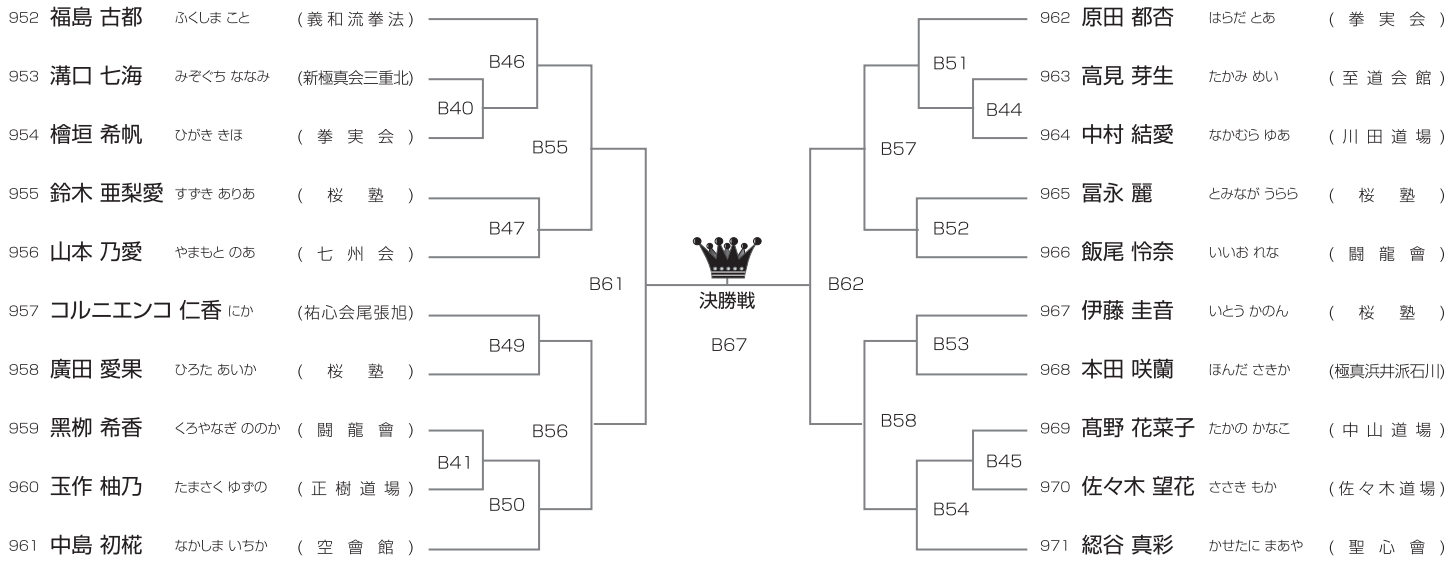 952 福島 古都 ふくしま こと (義和流拳法)
953 溝口 七海 みぞぐち ななみ (新極真会三重北)
954 檜垣 希帆 ひがき きほ (拳実会)
955 鈴木 亜梨愛 すずき ありあ (桜塾)
956 山本 乃愛 やまもと のあ (七州会)
957 コルニエンコ 仁香 にか (祐心会尾張旭)
958 廣田 愛果 ひろた あいか (桜塾)
959 黑栁 希香 くろやなぎ ののか (闘龍會)
960 玉作 柚乃 たまさく ゆずの (正樹道場)
961 中島 初椛 なかしま いちか (空會館)
B46
B40
B55
B47
B61
B49
B56
B41
B50
決勝戦
B67
B51
B44
B57
B52
B62
B53
B58
B45
B54
962 原田 都杏 はらだ とあ (拳実会)
963 高見 芽生 たかみ めい (至道会館)
964 中村 結愛 なかむら ゆあ (川田道場)
965 冨永 麗 とみなが うらら (桜塾)
966 飯尾 怜奈 いいお れな (闘龍會)
967 伊藤 圭音 いとう かのん (桜塾)
968 本田 咲蘭 ほんだ さきか (極真浜井派石川)
969 髙野 花菜子 たかの かなこ (中山道場)
970 佐々木 望花 ささき もか (佐々木道場)
971 綛谷 真彩 かせたに まあや (聖心會)